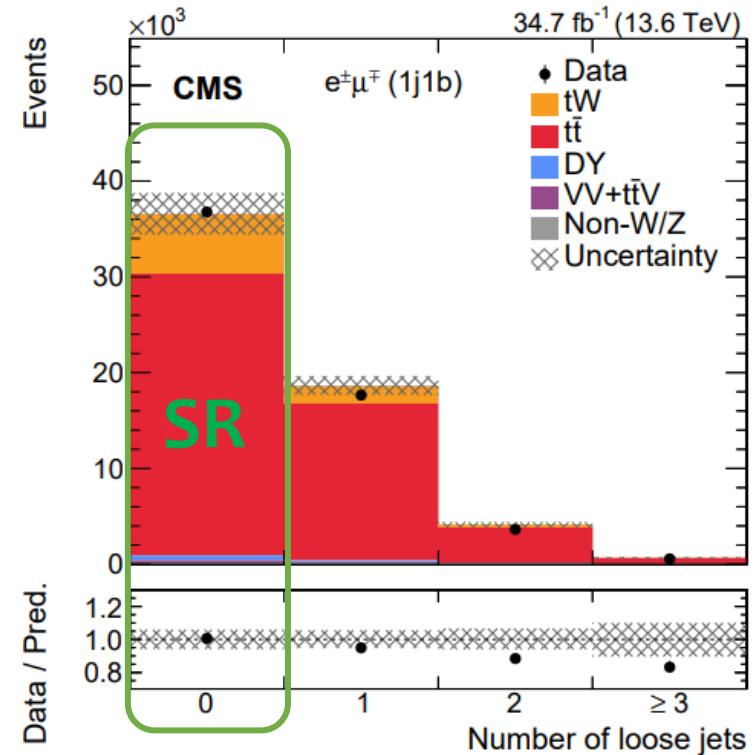 ×10³ 34.7 fb⁻¹ (13.6 TeV)
Events
CMS e±μ∓ (1j1b)
Data
tW
tt̄
DY
VV+tt̄V
Non-W/Z
Uncertainty
50
40
30
20
10
0
SR
Data / Pred.
1.2
1.0
0.8
0 1 2 ≥ 3
Number of loose jets